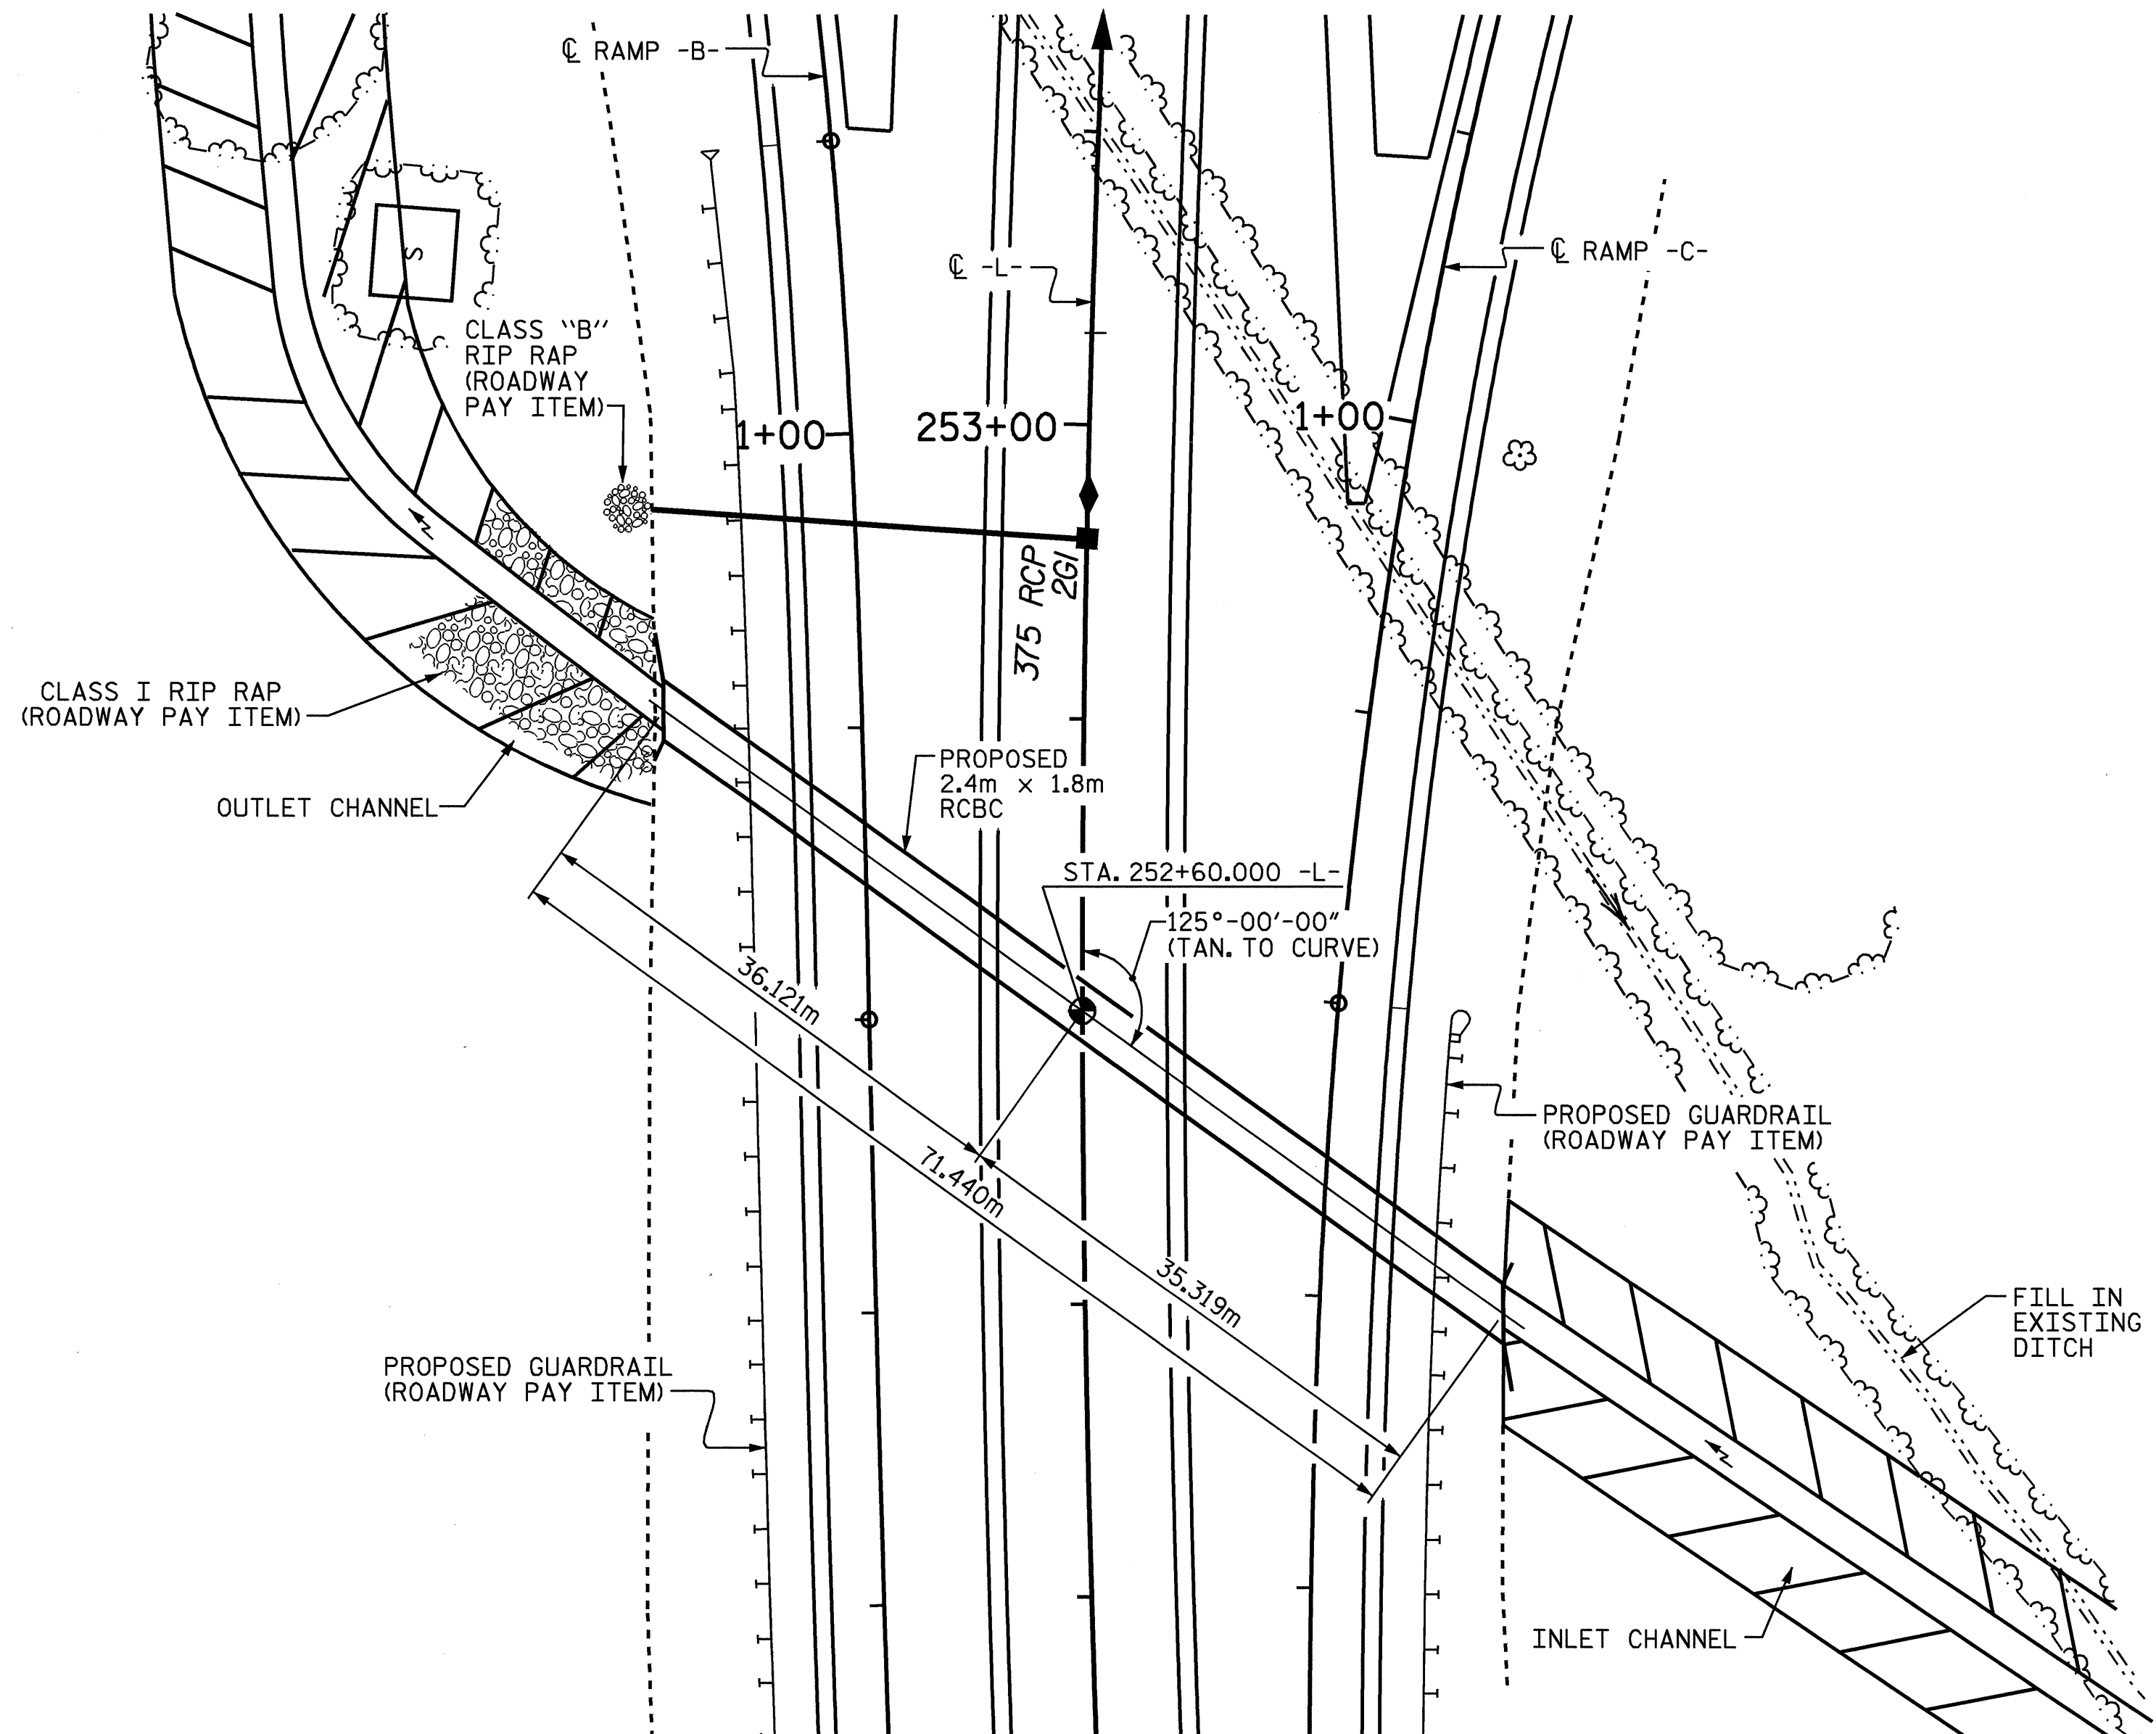 ℄ RAMP -B-
℄ -L-
℄ RAMP -C-
S
CLASS "B"
RIP RAP
(ROADWAY
PAY ITEM)
1+00
253+00
1+00
375 RCP
2GI
CLASS I RIP RAP
(ROADWAY PAY ITEM)
OUTLET CHANNEL
PROPOSED
2.4m x 1.8m
RCBC
STA. 252+60.000 -L-
125°-00'-00"
(TAN. TO CURVE)
36.121m
71.440m
35.319m
PROPOSED GUARDRAIL
(ROADWAY PAY ITEM)
FILL IN
EXISTING
DITCH
PROPOSED GUARDRAIL
(ROADWAY PAY ITEM)
INLET CHANNEL